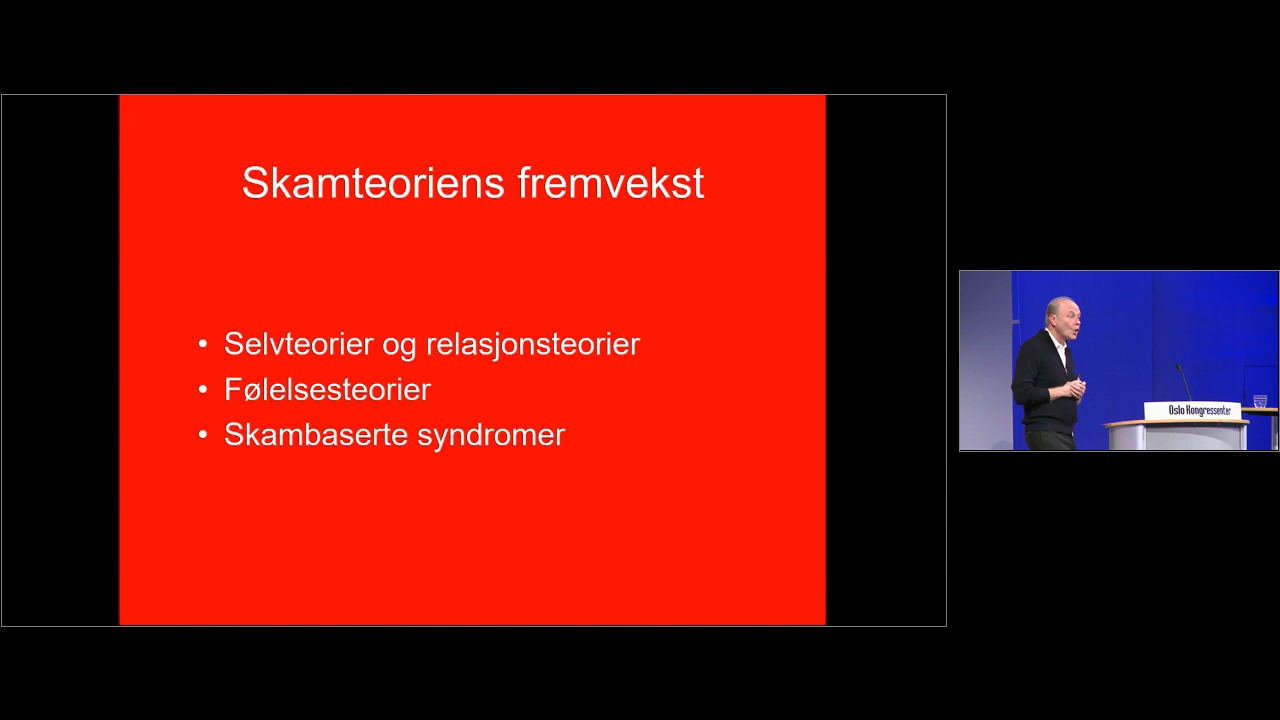 Skamteoriens fremvekst
• Selvteorier og relasjonsteorier
• Følelsesteorier
• Skambaserte syndromer
Oslo Kongressenter